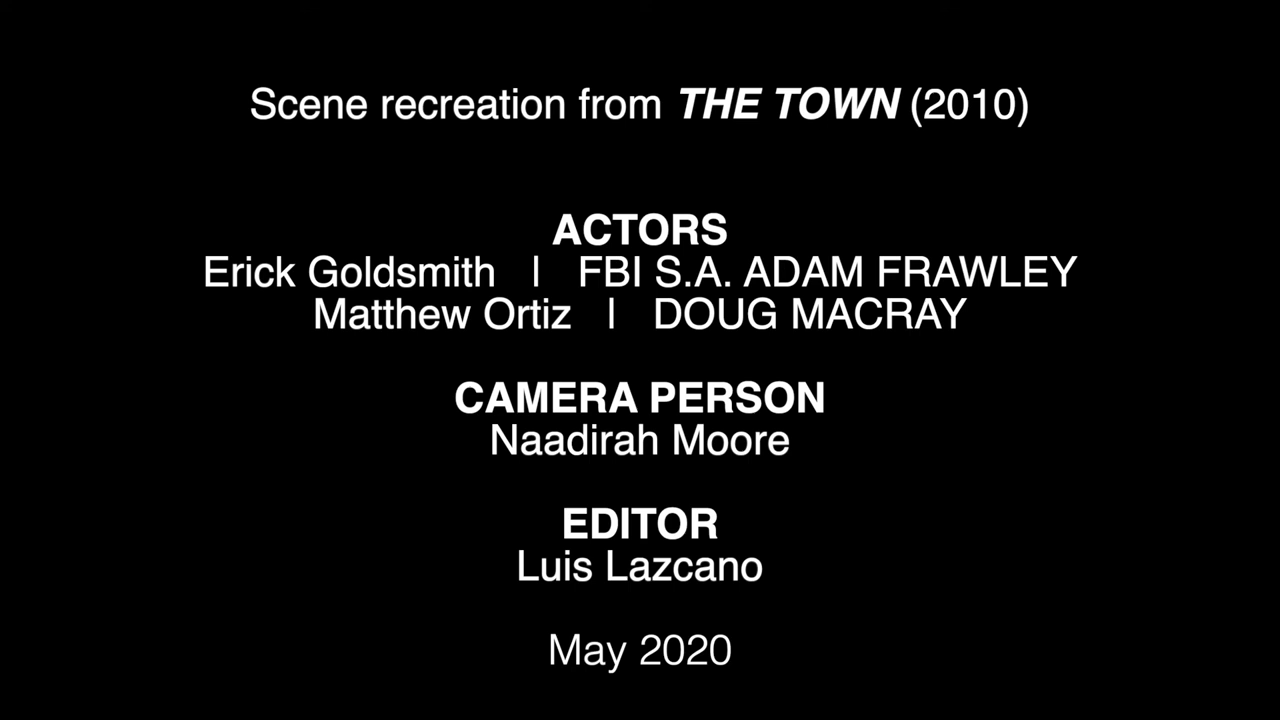 Scene recreation from THE TOWN (2010)
ACTORS
Erick Goldsmith | FBI S.A. ADAM FRAWLEY
Matthew Ortiz | DOUG MACRAY
CAMERA PERSON
Naadirah Moore
EDITOR
Luis Lazcano
May 2020